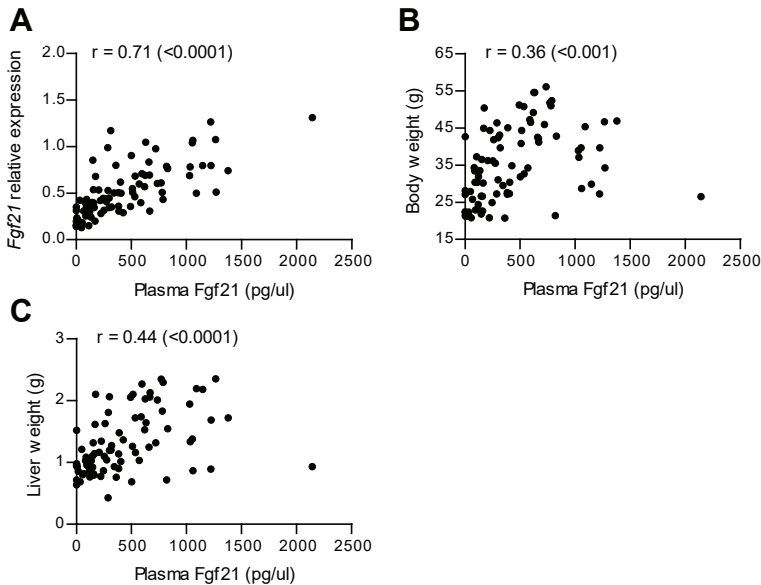 A
r = 0.71 (<0.0001)
Fgf21 relative expression
2.0
1.5
1.0
0.5
0.0
0 500 1000 1500 2000 2500
Plasma Fgf21 (pg/ul)
B
r = 0.36 (<0.001)
Body weight (g)
55
45
35
25
15
0 500 1000 1500 2000 2500
Plasma Fgf21 (pg/ul)
C
r = 0.44 (<0.0001)
Liver weight (g)
3
2
1
0
0 500 1000 1500 2000 2500
Plasma Fgf21 (pg/ul)